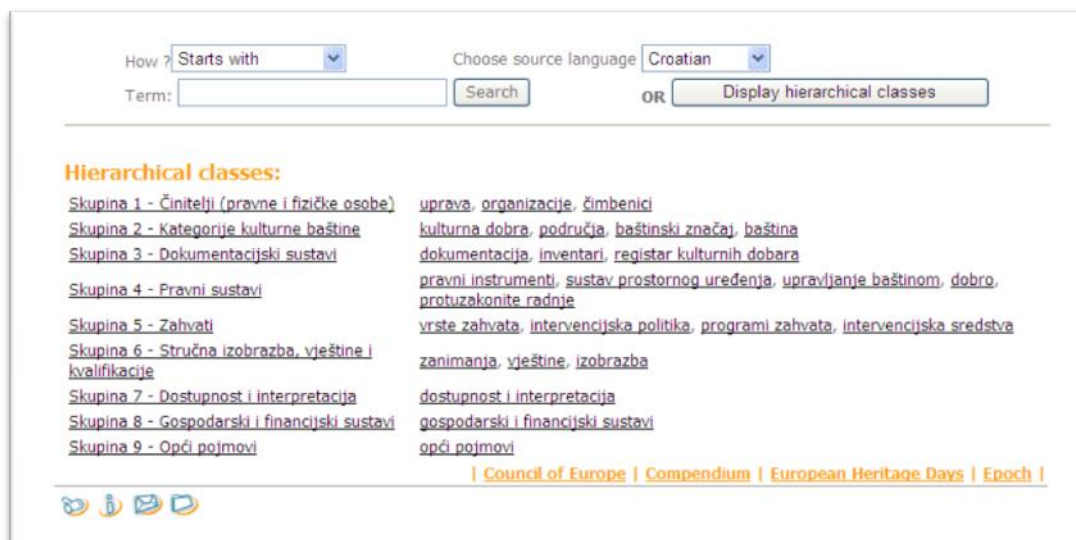 How ? Starts with Choose source language Croatian
Term: Search OR Display hierarchical classes
Hierarchical classes:
Skupina 1 - Činitelji (pravne i fizičke osobe) uprava, organizacije, čimbenici
Skupina 2 - Kategorije kulturne baštine kulturna dobra, područja, baštinski značaj, baština
Skupina 3 - Dokumentacijski sustavi dokumentacija, inventari, registar kulturnih dobara
Skupina 4 - Pravni sustavi pravni instrumenti, sustav prostornog uređenja, upravljanje baštinom, dobro,
protuzakonite radnje
Skupina 5 - Zahvati vrste zahvata, intervencijska politika, programi zahvata, intervencijska sredstva
Skupina 6 - Stručna izobrazba, vještine i
kvalifikacije zanimanja, vještine, izobrazba
Skupina 7 - Dostupnost i interpretacija dostupnost i interpretacija
Skupina 8 - Gospodarski i financijski sustavi gospodarski i financijski sustavi
Skupina 9 - Opći pojmovi opći pojmovi
| Council of Europe | Compendium | European Heritage Days | Epoch |